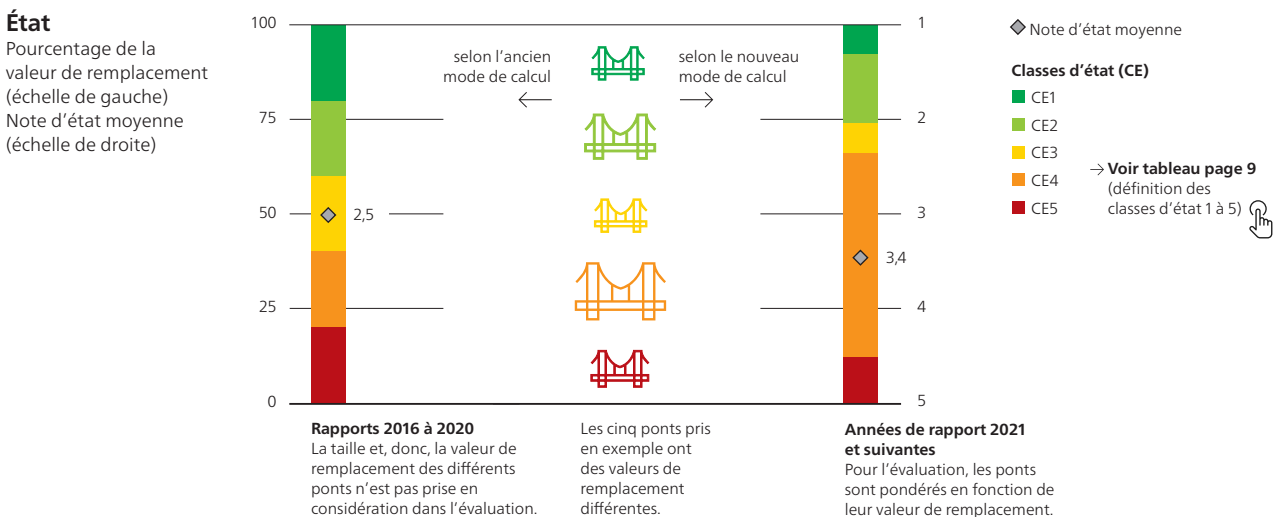 État
Pourcentage de la
valeur de remplacement
(échelle de gauche)
Note d'état moyenne
(échelle de droite)
100
75
50
25
0
2,5
selon l'ancien
mode de calcul
selon le nouveau
mode de calcul
1
2
3
4
5
3,4
Note d'état moyenne
Classes d'état (CE)
CE1
CE2
CE3
CE4
CE5
→ Voir tableau page 9
(définition des
classes d'état 1 à 5)
Rapports 2016 à 2020
La taille et, donc, la valeur de
remplacement des différents
ponts n'est pas prise en
considération dans l'évaluation.
Les cinq ponts pris
en exemple ont
des valeurs de
remplacement
différentes.
Années de rapport 2021
et suivantes
Pour l'évaluation, les ponts
sont pondérés en fonction de
leur valeur de remplacement.